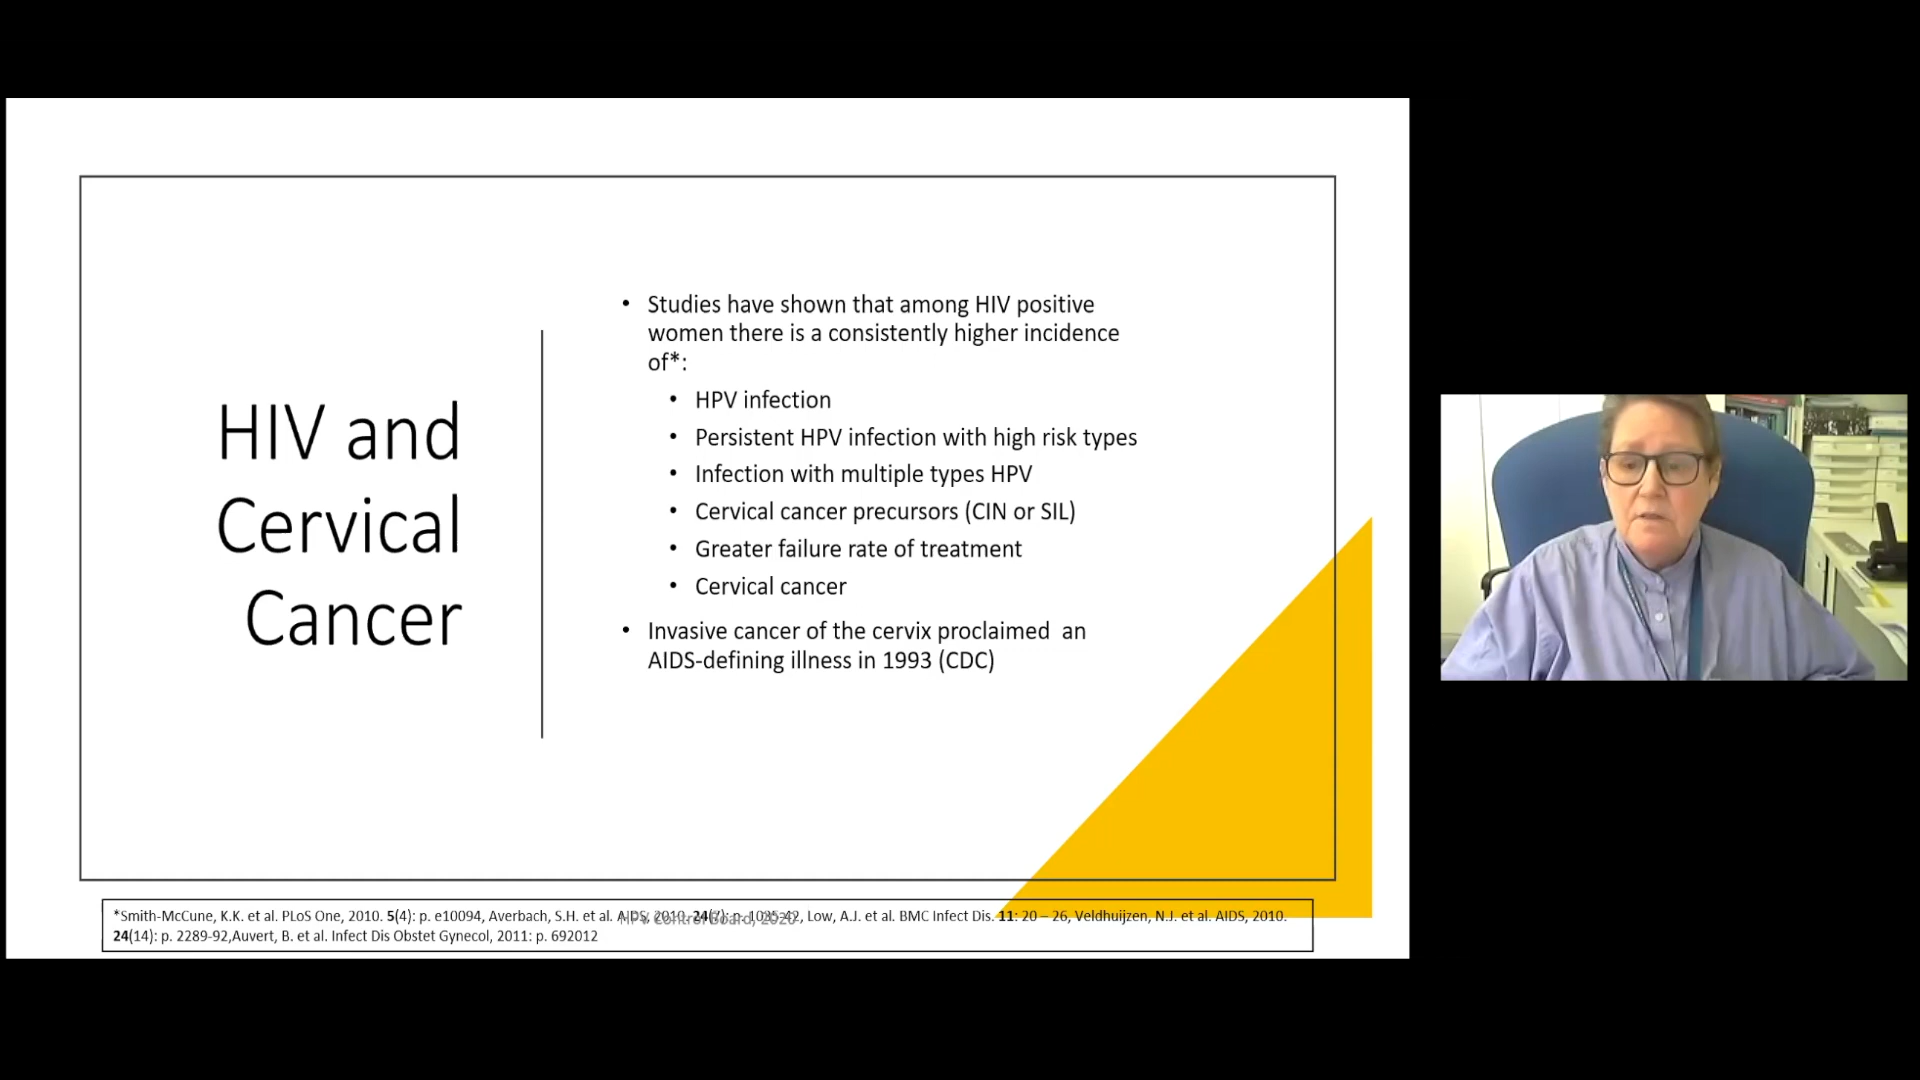 HIV and
Cervical
Cancer
• Studies have shown that among HIV positive
women there is a consistently higher incidence
of*:
• HPV infection
• Persistent HPV infection with high risk types
• Infection with multiple types HPV
• Cervical cancer precursors (CIN or SIL)
• Greater failure rate of treatment
• Cervical cancer
• Invasive cancer of the cervix proclaimed  an
AIDS-defining illness in 1993 (CDC)
*Smith-McCune, K.K. et al. PLoS One, 2010. 5(4): p. e10094, Averbach, S.H. et al. AIDS, 2010. 24(7): p. 1035-42, Low, A.J. et al. BMC Infect Dis. 11: 20 – 26, Veldhuijzen, N.J. et al. AIDS, 2010.
24(14): p. 2289-92,Auvert, B. et al. Infect Dis Obstet Gynecol, 2011: p. 692012
HPV Control Board,